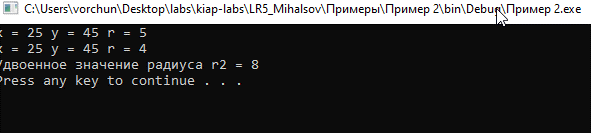 C:\Users\vorchun\Desktop\labs\kiap-labs\LR5_Mihalsov\Примеры\Пример 2\bin\Debug\Пример 2.exe
x = 25 y = 45 r = 5
x = 25 y = 45 r = 4
Удвоенное значение радиуса r2 = 8
Press any key to continue . . .